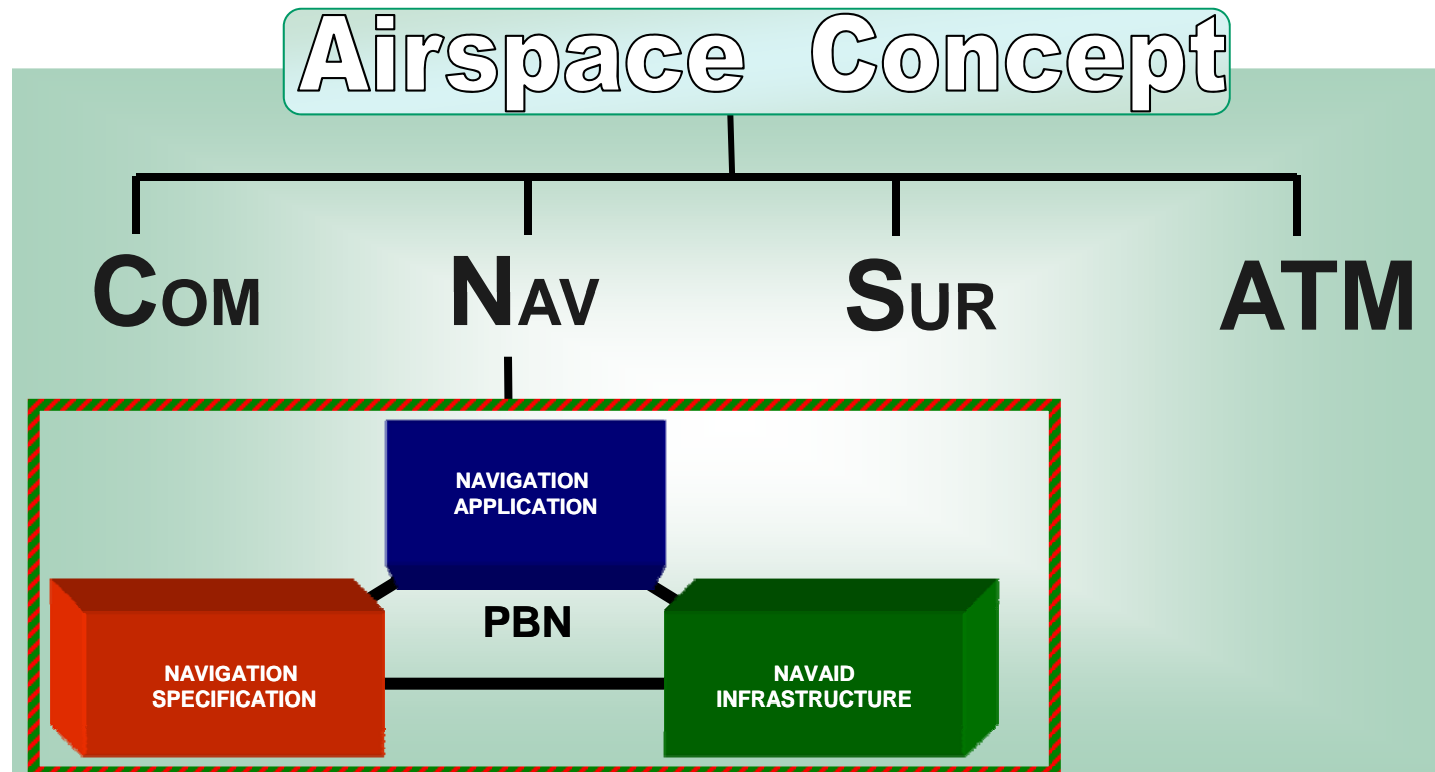 Airspace Concept
COM
NAV
SUR
ATM
NAVIGATION
APPLICATION
PBN
NAVIGATION
SPECIFICATION
NAVAID
INFRASTRUCTURE